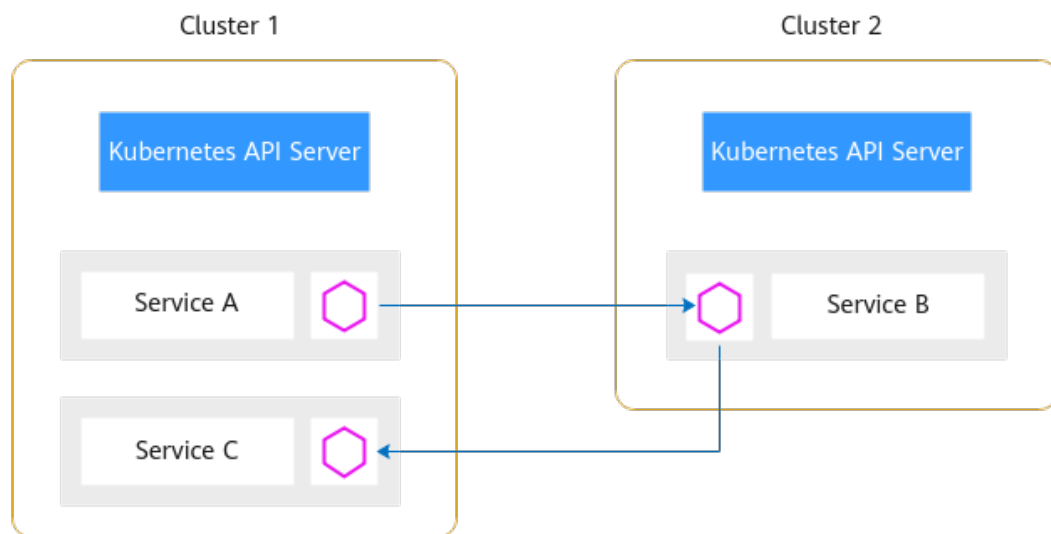 Cluster 1
Cluster 2
Kubernetes API Server
Kubernetes API Server
Service A
Service B
Service C